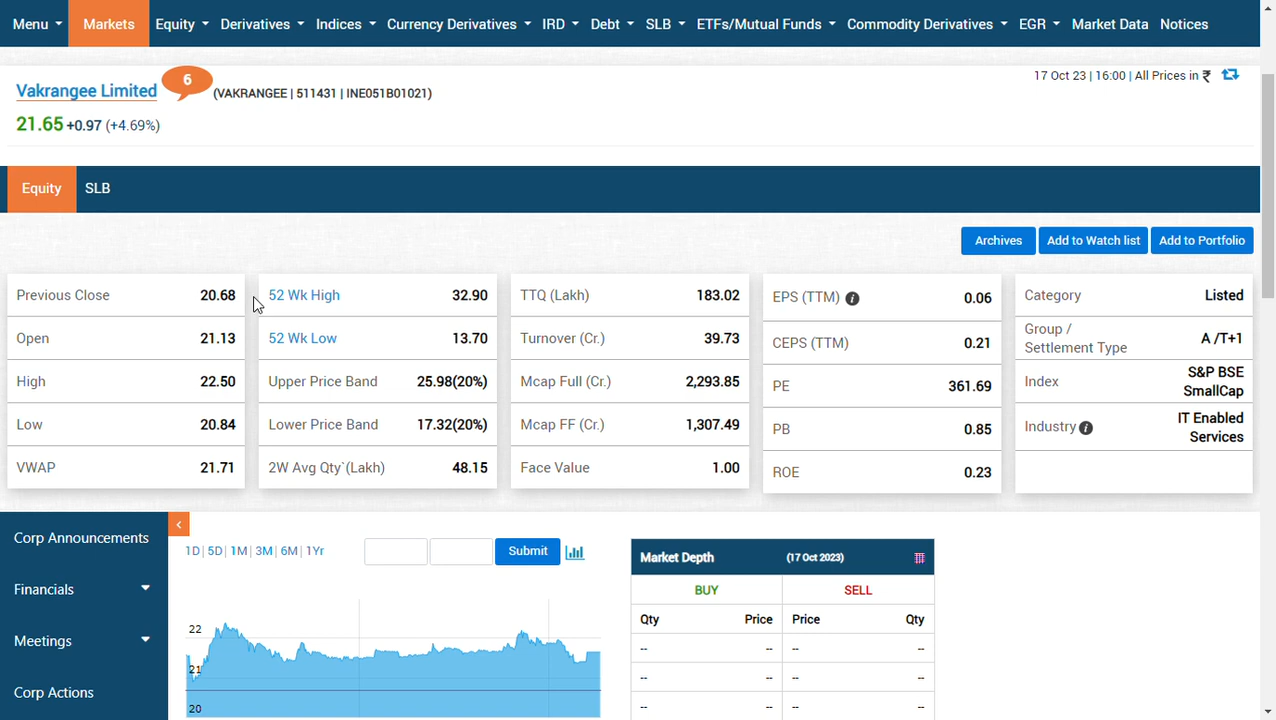 Menu Markets Equity Derivatives Indices Currency Derivatives IRD Debt SLB ETFs/Mutual Funds Commodity Derivatives EGR Market Data Notices
Vakrangee Limited 6 (VAKRANGEE | 511431 | INE051B01021)
17 Oct 23 | 16:00 | All Prices in ₹
21.65 +0.97 (+4.69%)
Equity SLB
Archives Add to Watch list Add to Portfolio
Previous Close 20.68
Open 21.13
High 22.50
Low 20.84
VWAP 21.71
52 Wk High 32.90
52 Wk Low 13.70
Upper Price Band 25.98(20%)
Lower Price Band 17.32(20%)
2W Avg Qty`(Lakh) 48.15
TTQ (Lakh) 183.02
Turnover (Cr.) 39.73
Mcap Full (Cr.) 2,293.85
Mcap FF (Cr.) 1,307.49
Face Value 1.00
EPS (TTM) i 0.06
CEPS (TTM) 0.21
PE 361.69
PB 0.85
ROE 0.23
Category Listed
Group /
Settlement Type A /T+1
Index S&P BSE
SmallCap
Industry i IT Enabled
Services
Corp Announcements
Financials
Meetings
Corp Actions
<
1D | 5D | 1M | 3M | 6M | 1Yr Submit
22
21
20
Market Depth (17 Oct 2023)
BUY SELL
Qty Price Price Qty
-- -- -- --
-- -- -- --
-- -- -- --